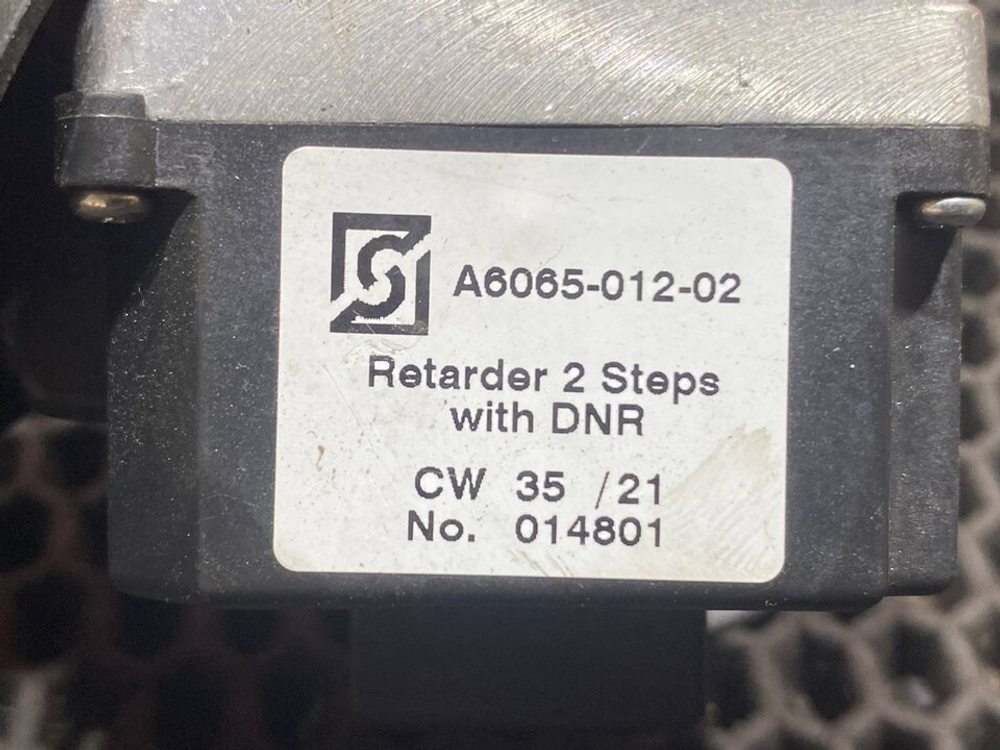 A6065-012-02
Retarder 2 Steps
with DNR
CW 35 /21
No. 014801